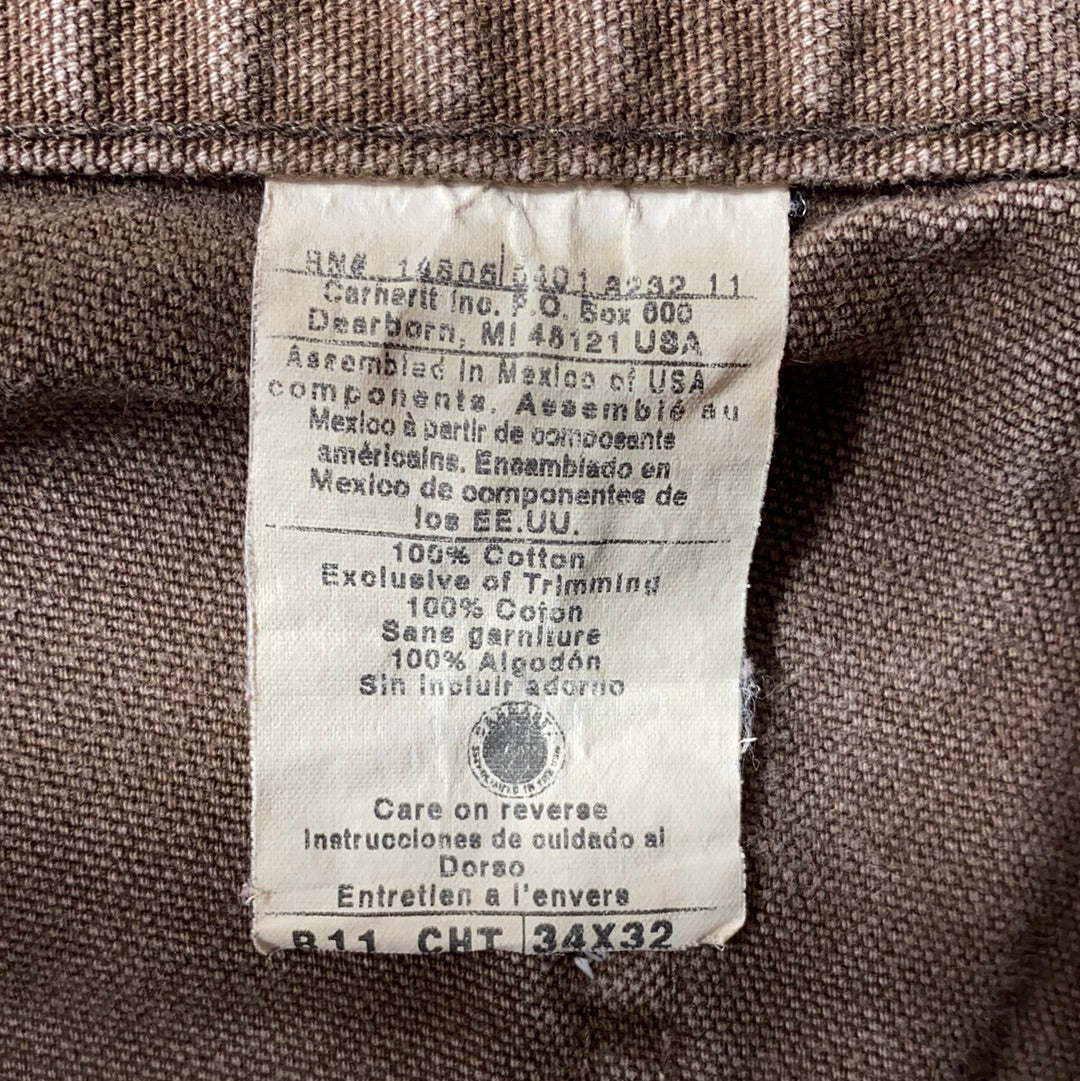 RN#. 14806 0401 A232 11
Carhartt Inc. P.O. Box 600
Dearborn, MI 48121 USA
Assembled in Mexico of USA
components. Assemblé au
Mexico à partir de composants
américains. Ensamblado en
Mexico de componentes de
los EE.UU.
100% Cotton
Exclusive of Trimming
100% Coton
Sans garniture
100% Algodón
Sin incluir adorno
Care on reverse
Instrucciones de cuidado al
Dorso
Entretien a l'envers
B11 CHT 34X32